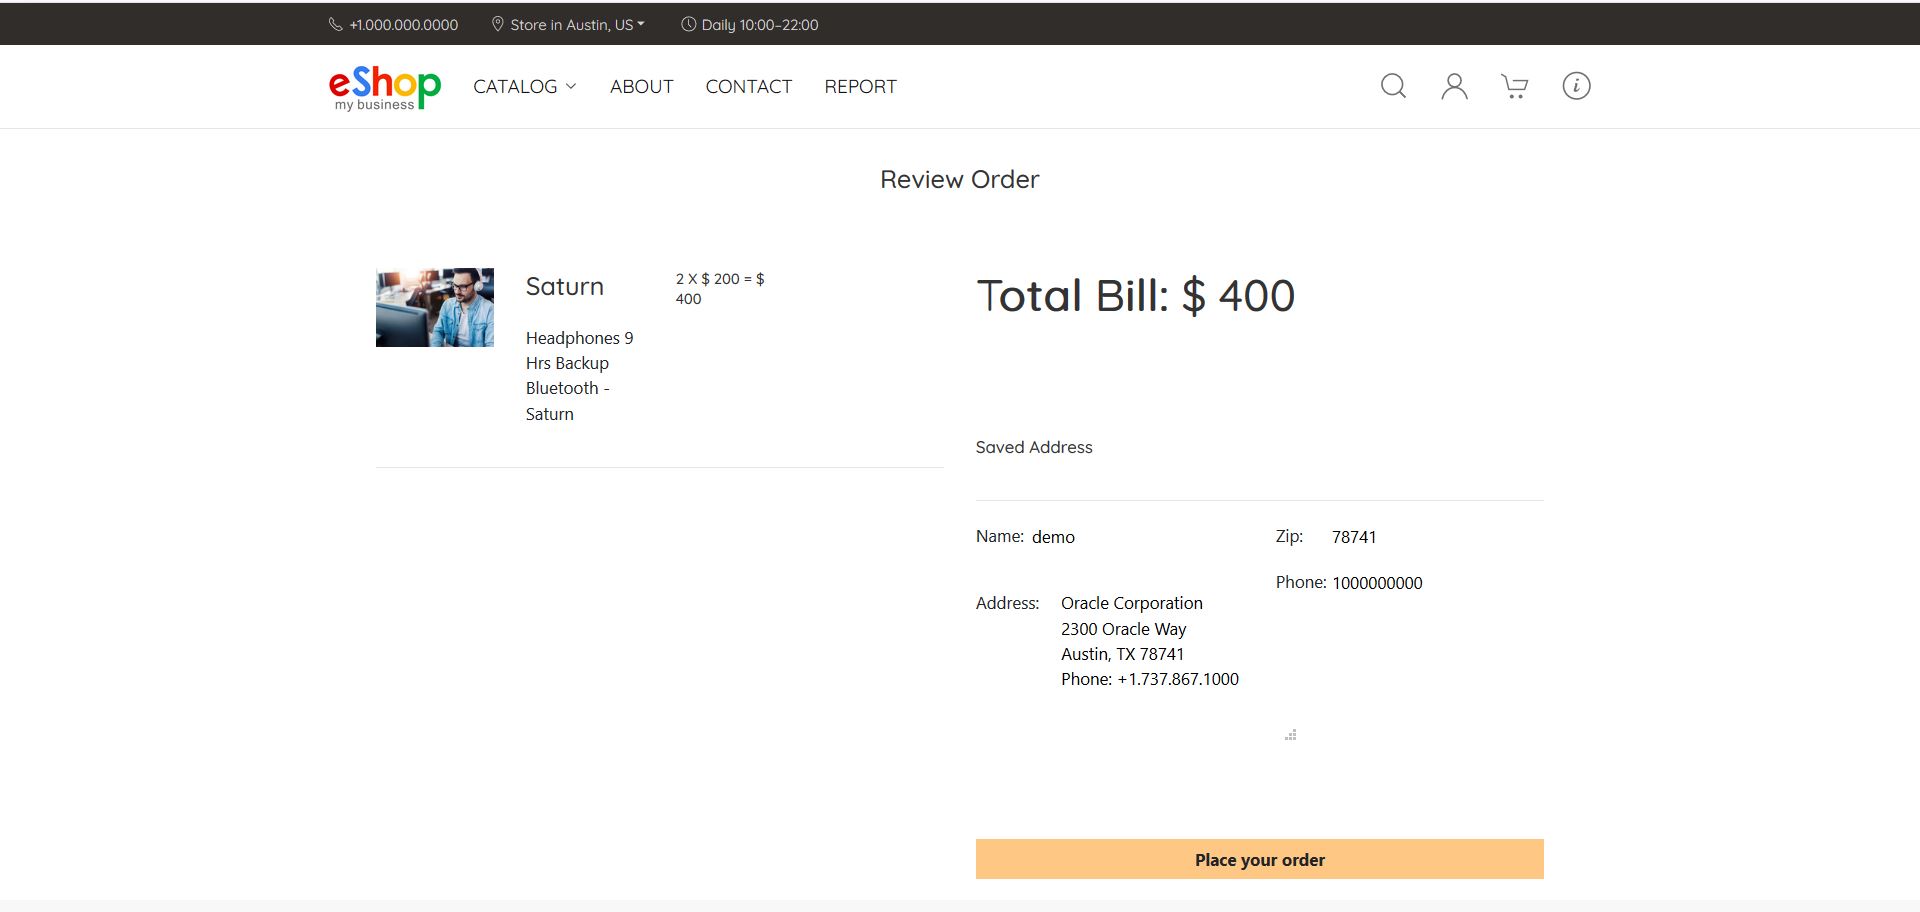 +1.000.000.0000
Store in Austin, US
Daily 10:00–22:00
eShop
my business
CATALOG
ABOUT
CONTACT
REPORT
Review Order
Saturn
2 X $ 200 = $
400
Headphones 9
Hrs Backup
Bluetooth -
Saturn
Total Bill: $ 400
Saved Address
Name: demo
Zip: 78741
Phone: 1000000000
Address: Oracle Corporation
2300 Oracle Way
Austin, TX 78741
Phone: +1.737.867.1000
Place your order